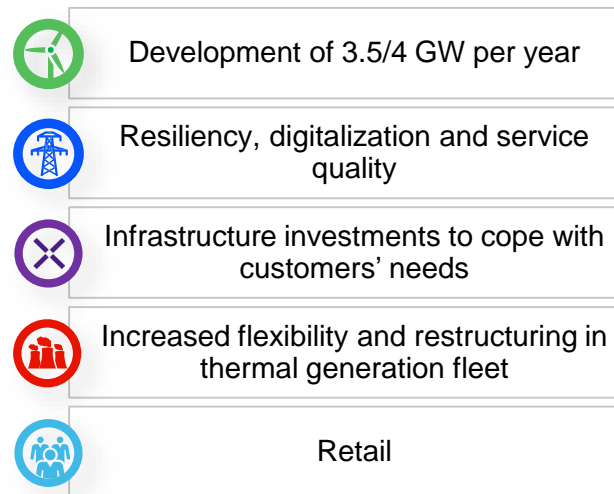 Development of 3.5/4 GW per year
Resiliency, digitalization and service
quality
Infrastructure investments to cope with
customers’ needs
Increased flexibility and restructuring in
thermal generation fleet
Retail